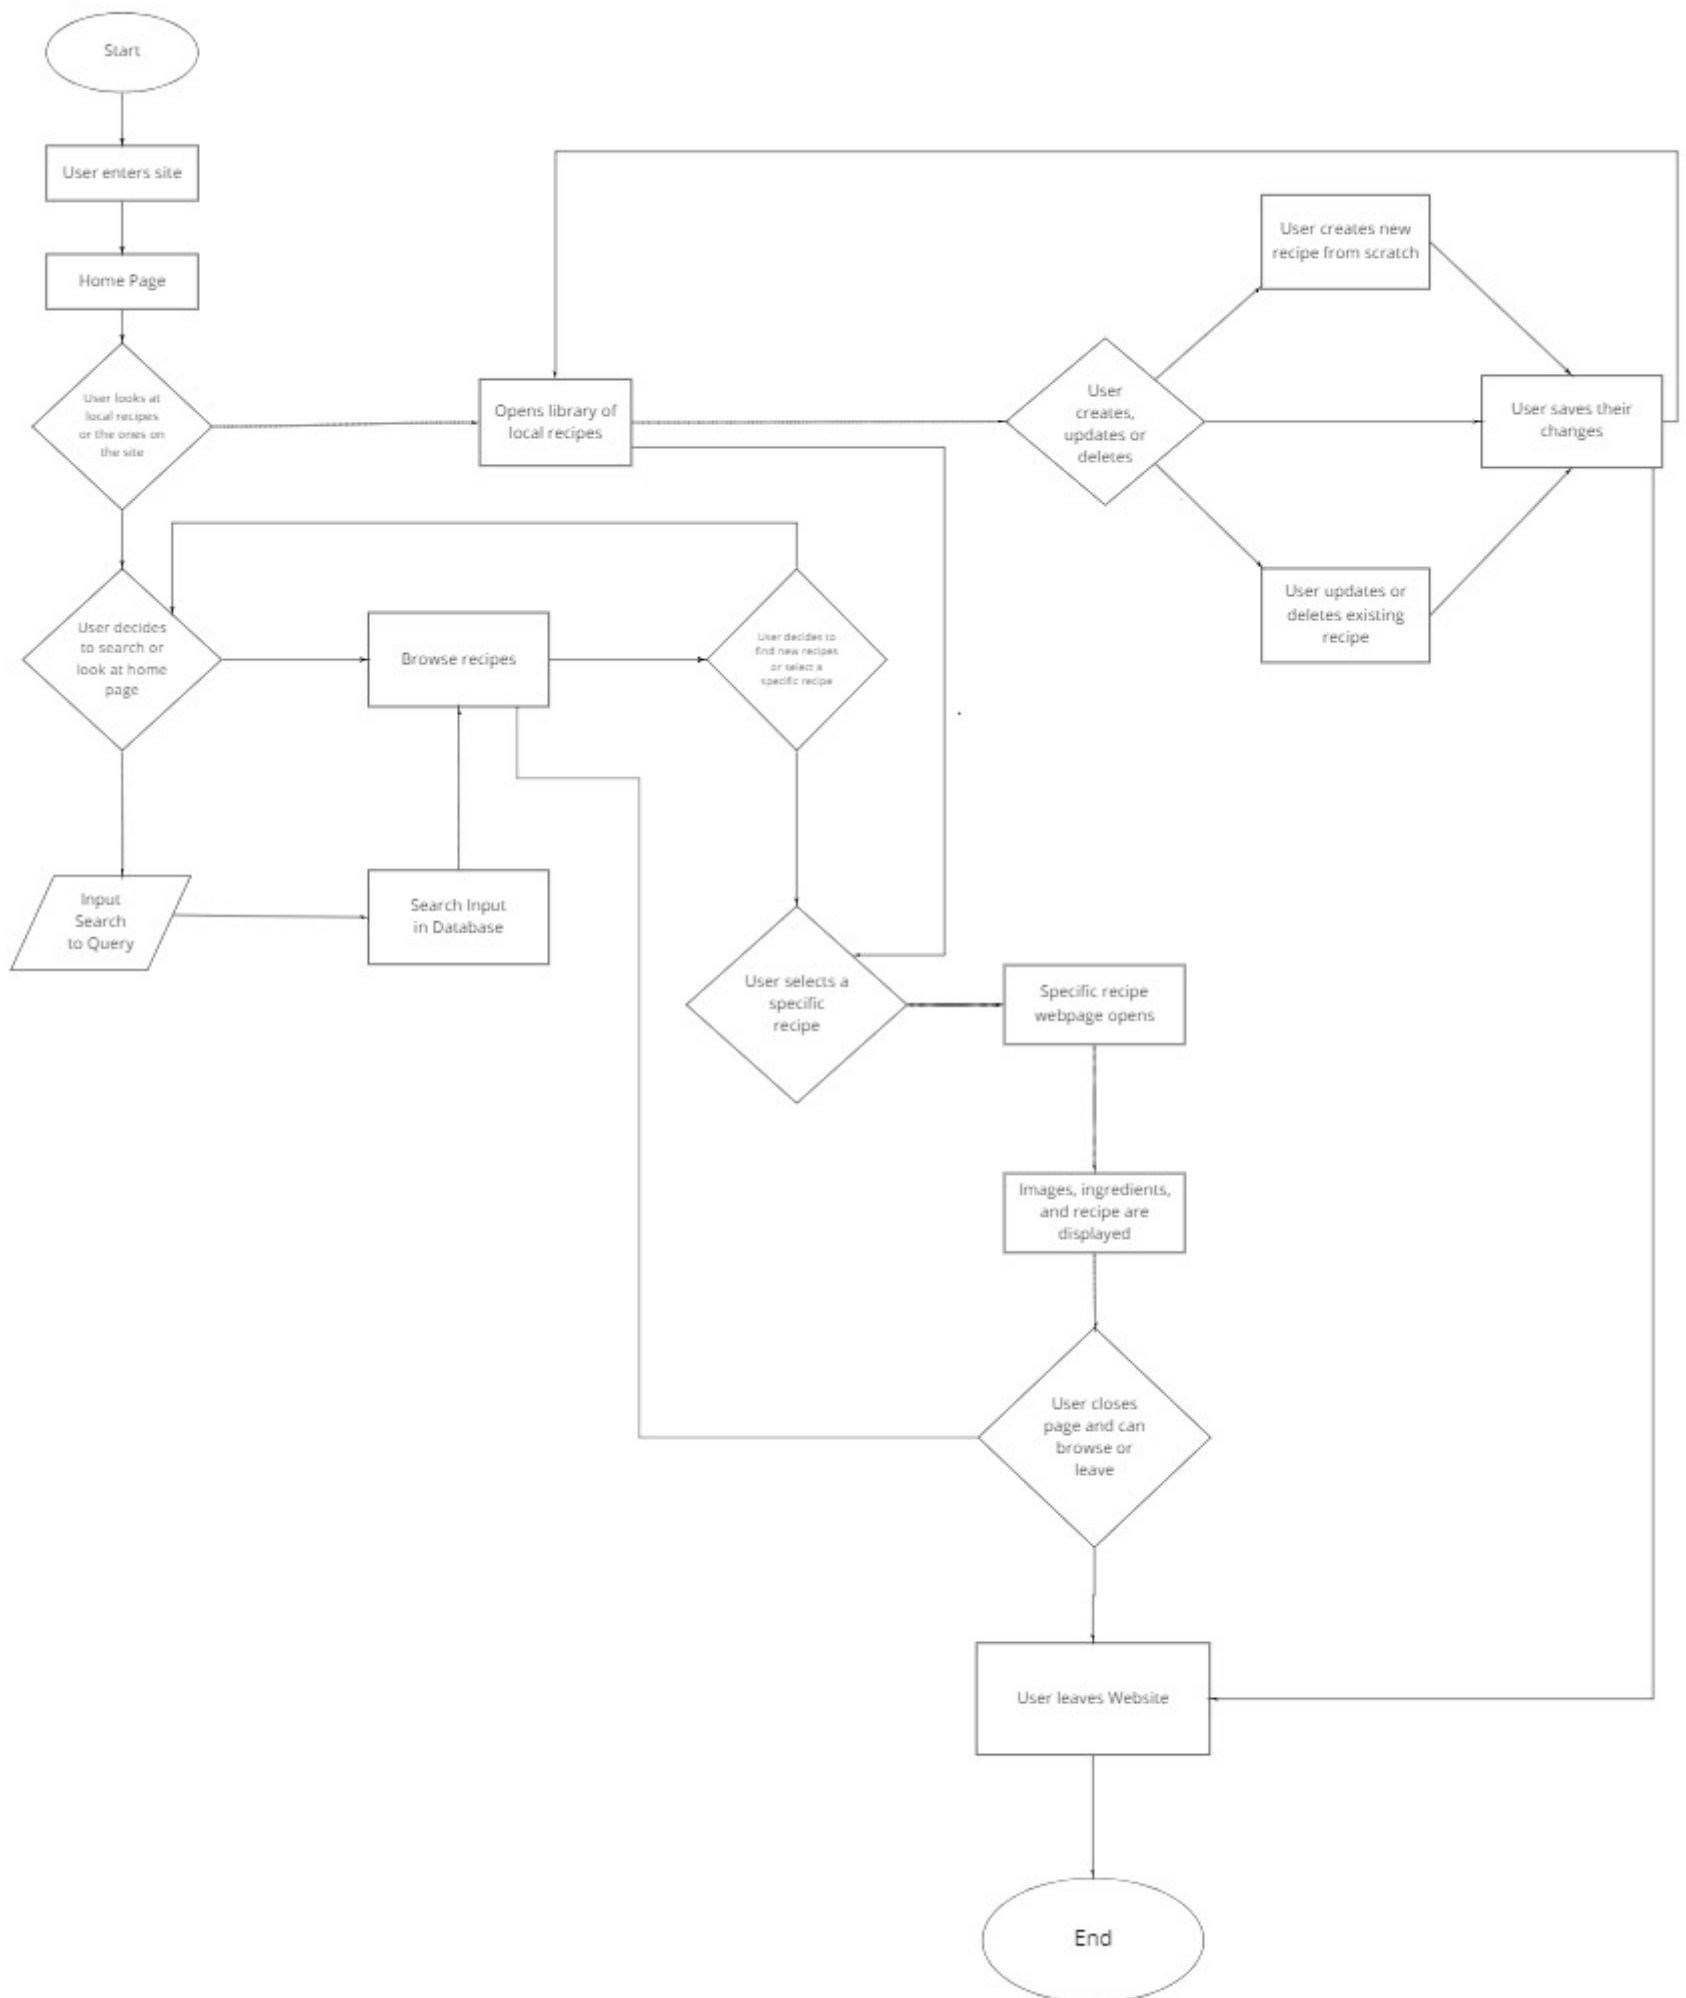 Start
User enters site
Home Page
User looks at
local recipes
or the ones on
the site
Opens library of
local recipes
User
creates,
updates or
deletes
User creates new
recipe from scratch
User saves their
changes
User updates or
deletes existing
recipe
User decides
to search or
look at home
page
Browse recipes
User decides to
find new recipes
or select a
specific recipe
Input
Search
to Query
Search Input
in Database
User selects a
specific
recipe
Specific recipe
webpage opens
Images, ingredients,
and recipe are
displayed
User closes
page and can
browse or
leave
User leaves Website
End